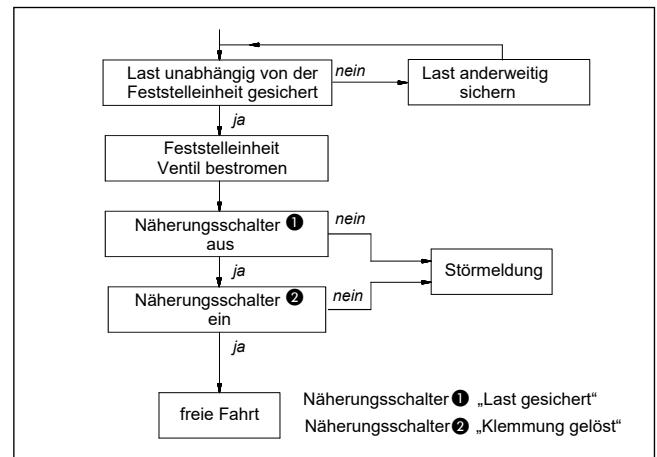 Last unabhängig von der
Feststelleinheit gesichert
nein
Last anderweitig
sichern
ja
Feststelleinheit
Ventil bestromen
Näherungsschalter ❶
aus
nein
ja
Störmeldung
Näherungsschalter ❷
ein
nein
ja
freie Fahrt
Näherungsschalter ❶ „Last gesichert“
Näherungsschalter ❷ „Klemmung gelöst“